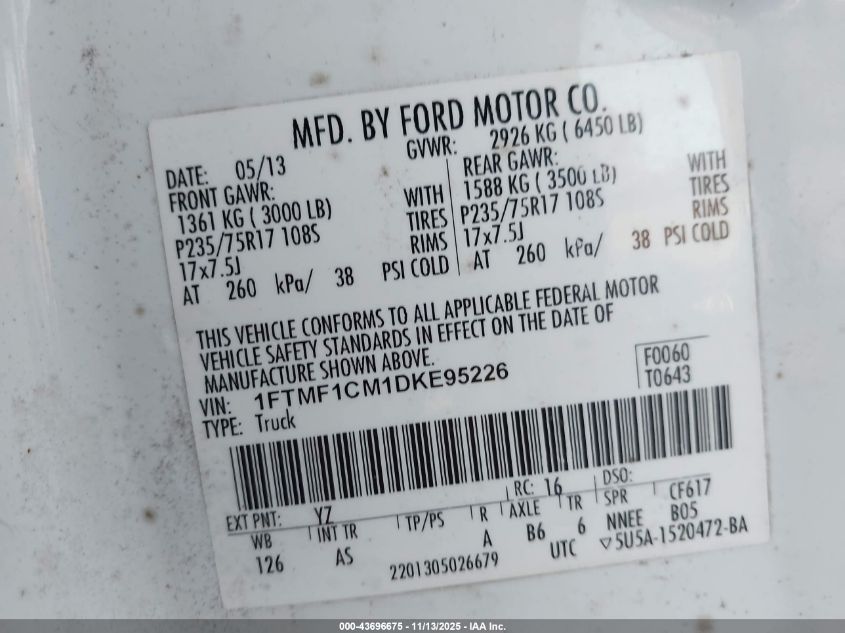 MFD. BY FORD MOTOR CO.
DATE: 05/13 GVWR: 2926 KG ( 6450 LB)
FRONT GAWR: REAR GAWR:
1361 KG ( 3000 LB) WITH 1588 KG ( 3500 LB) WITH
P235/75R17 108S TIRES P235/75R17 108S TIRES
17x7.5J RIMS 17x7.5J RIMS
AT 260 kPa/ 38 PSI COLD AT 260 kPa/ 38 PSI COLD
THIS VEHICLE CONFORMS TO ALL APPLICABLE FEDERAL MOTOR
VEHICLE SAFETY STANDARDS IN EFFECT ON THE DATE OF
MANUFACTURE SHOWN ABOVE.
F0060
VIN: 1FTMF1CM1DKE95226 T0643
TYPE: Truck
EXT PNT: YZ RC: 16 DSO:
WB INT TR TP/PS R AXLE TR SPR CF617
126 AS A B6 6 NNEE B05
2201305026679 UTC ▽5U5A-1520472-BA
000-43696675 - 11/13/2025 - IAA Inc.